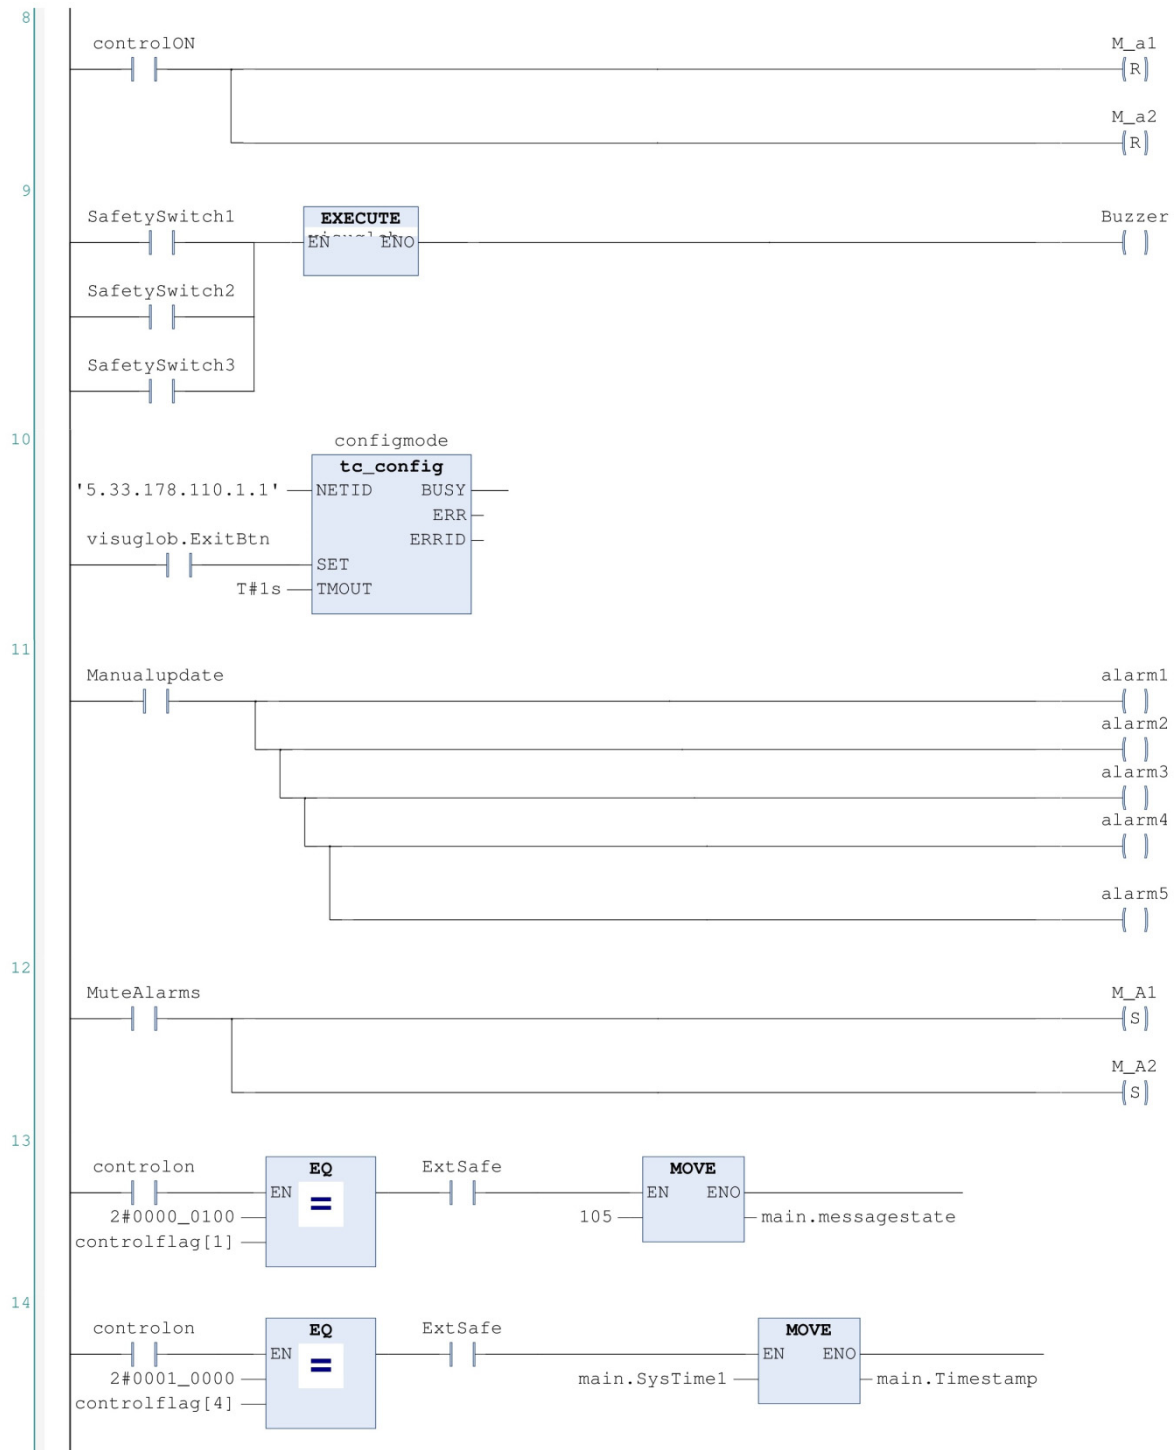 8
controlON M_a1
R
M_a2
R
9
SafetySwitch1 EXECUTE Buzzer
EN ENO
SafetySwitch2
SafetySwitch3
10
configmode
tc_config
'5.33.178.110.1.1' NETID BUSY
ERR
visuglob.ExitBtn ERRID
SET
T#1s TMOUT
11
Manualupdate alarm1
alarm2
alarm3
alarm4
alarm5
12
MuteAlarms M_A1
S
M_A2
S
13
controlon EQ ExtSafe MOVE
EN = EN ENO
2#0000_0100 105 main.messagestate
controlflag[1]
14
controlon EQ ExtSafe MOVE
EN = EN ENO
2#0001_0000 main.SysTime1 main.Timestamp
controlflag[4]